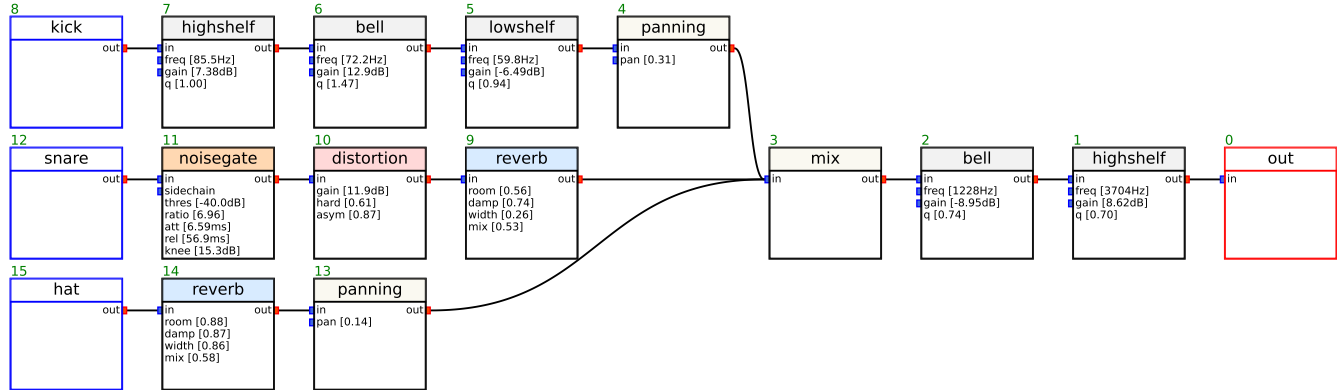 8
kick
out
7
highshelf
in out
freq [85.5Hz]
gain [7.38dB]
q [1.00]
6
bell
in out
freq [72.2Hz]
gain [12.9dB]
q [1.47]
5
lowshelf
in out
freq [59.8Hz]
gain [-6.49dB]
q [0.94]
4
panning
in out
pan [0.31]
12
snare
out
11
noisegate
in out
sidechain
thres [-40.0dB]
ratio [6.96]
att [6.59ms]
rel [56.9ms]
knee [15.3dB]
10
distortion
in out
gain [11.9dB]
hard [0.61]
asym [0.87]
9
reverb
in out
room [0.56]
damp [0.74]
width [0.26]
mix [0.53]
3
mix
in out
2
bell
in out
freq [1228Hz]
gain [-8.95dB]
q [0.74]
1
highshelf
in out
freq [3704Hz]
gain [8.62dB]
q [0.70]
0
out
in
15
hat
out
14
reverb
in out
room [0.88]
damp [0.87]
width [0.86]
mix [0.58]
13
panning
in out
pan [0.14]